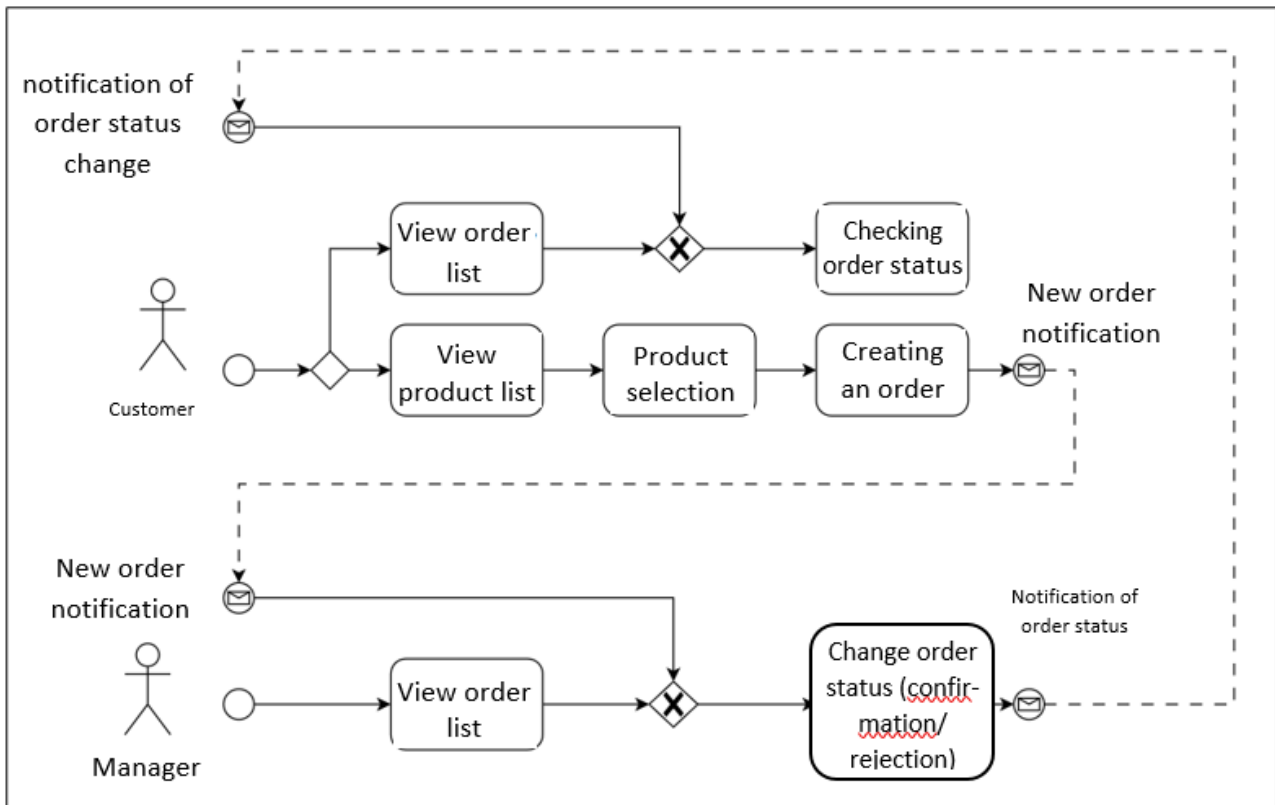 notification of
order status
change
View order
list
Checking
order status
New order
notification
View
product list
Product
selection
Creating
an order
Customer
New order
notification
Notification of
order status
Change order
status (confir-
mation/
rejection)
View order
list
Manager